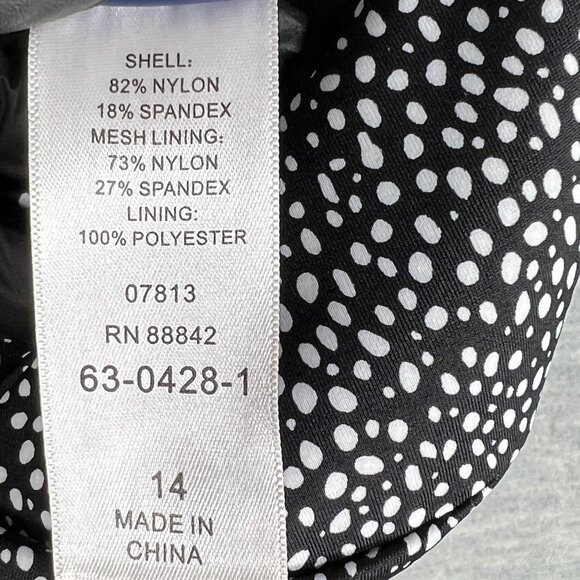 SHELL:
82% NYLON
18% SPANDEX
MESH LINING:
73% NYLON
27% SPANDEX
LINING:
100% POLYESTER
07813
RN 88842
63-0428-1
14
MADE IN
CHINA